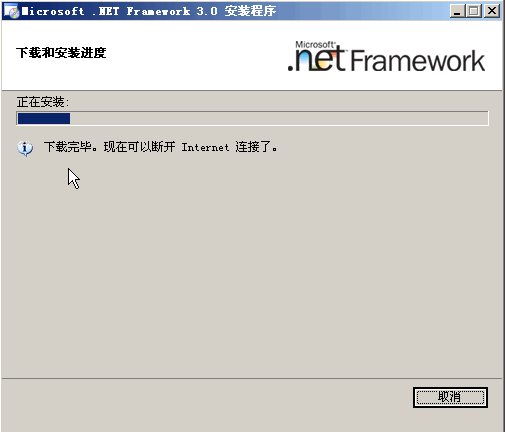 Microsoft .NET Framework 3.0 安装程序
下载和安装进度
Microsoft
.net Framework
正在安装:
下载完毕。现在可以断开 Internet 连接了。
取消